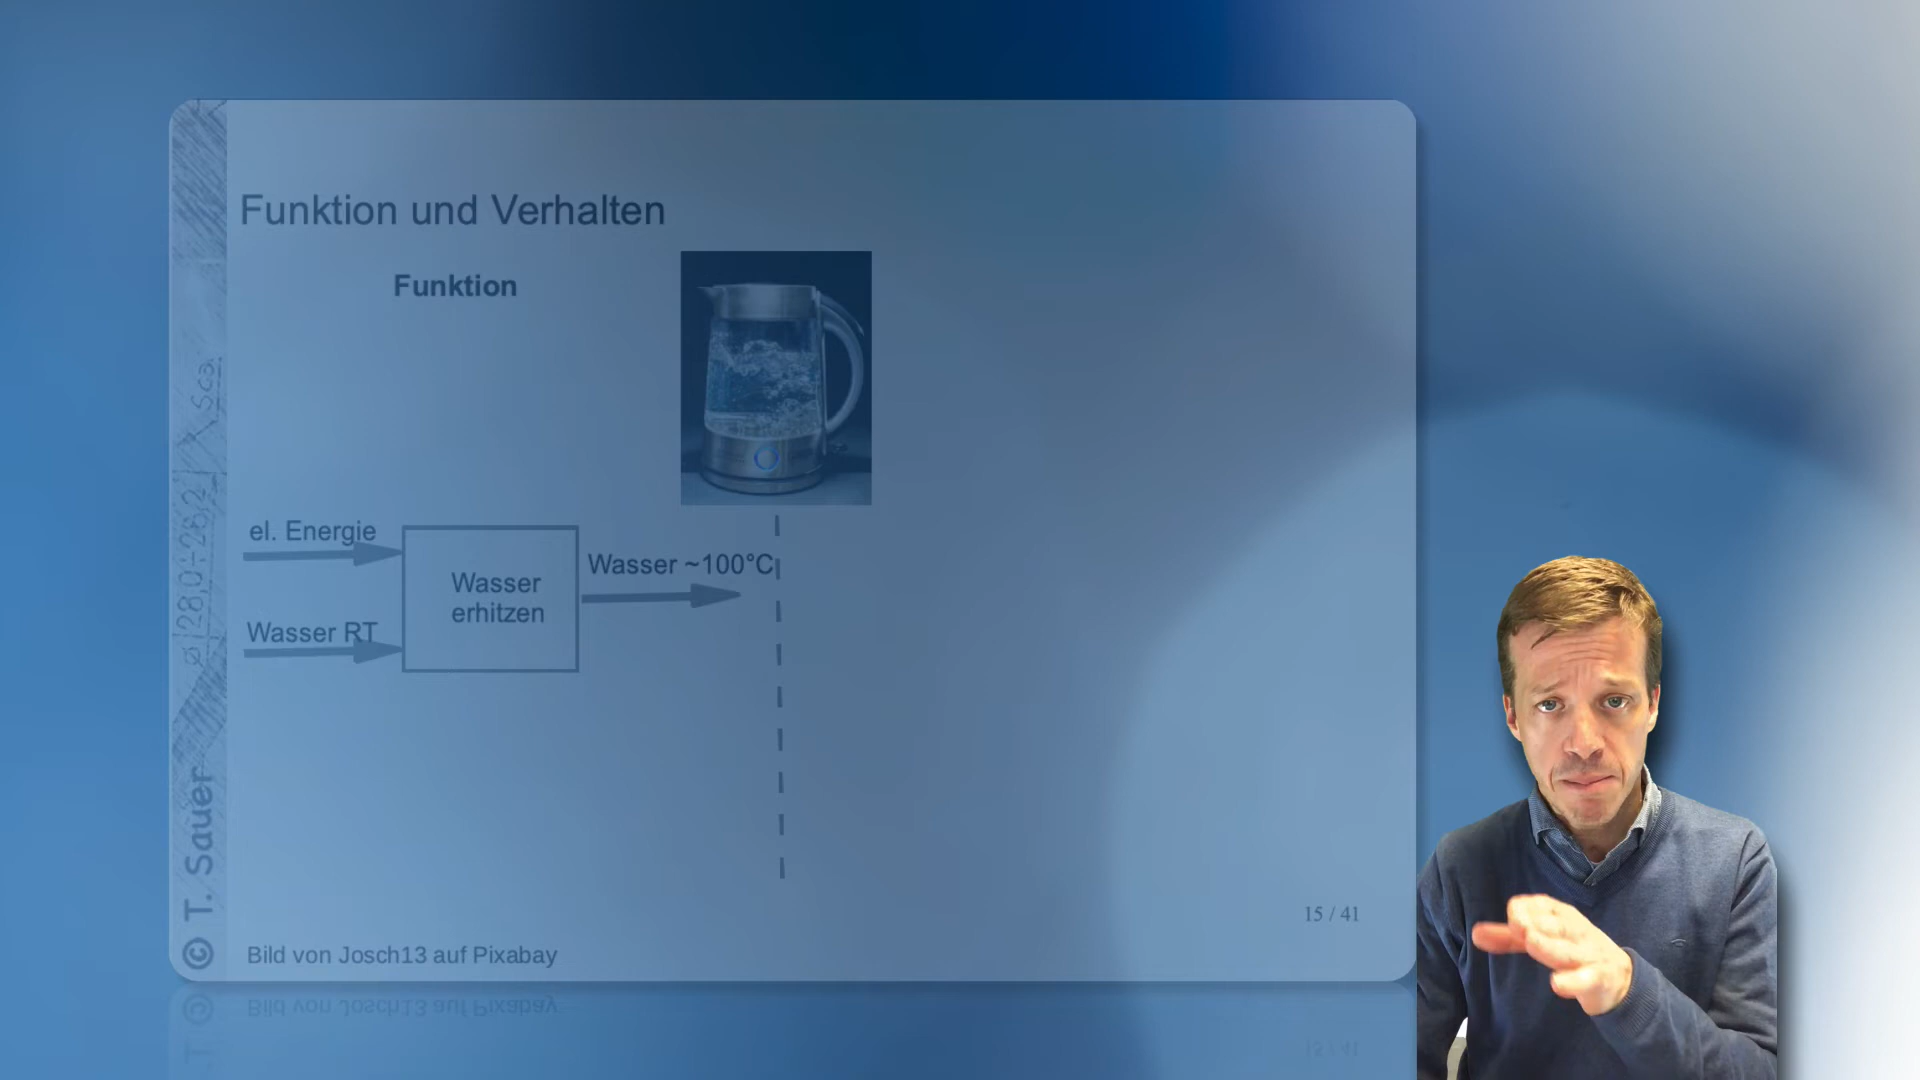 Funktion und Verhalten
Funktion
el. Energie
Wasser RT
Wasser
erhitzen
Wasser ~100°C
15 / 41
Bild von Josch13 auf Pixabay
© T. Sauer